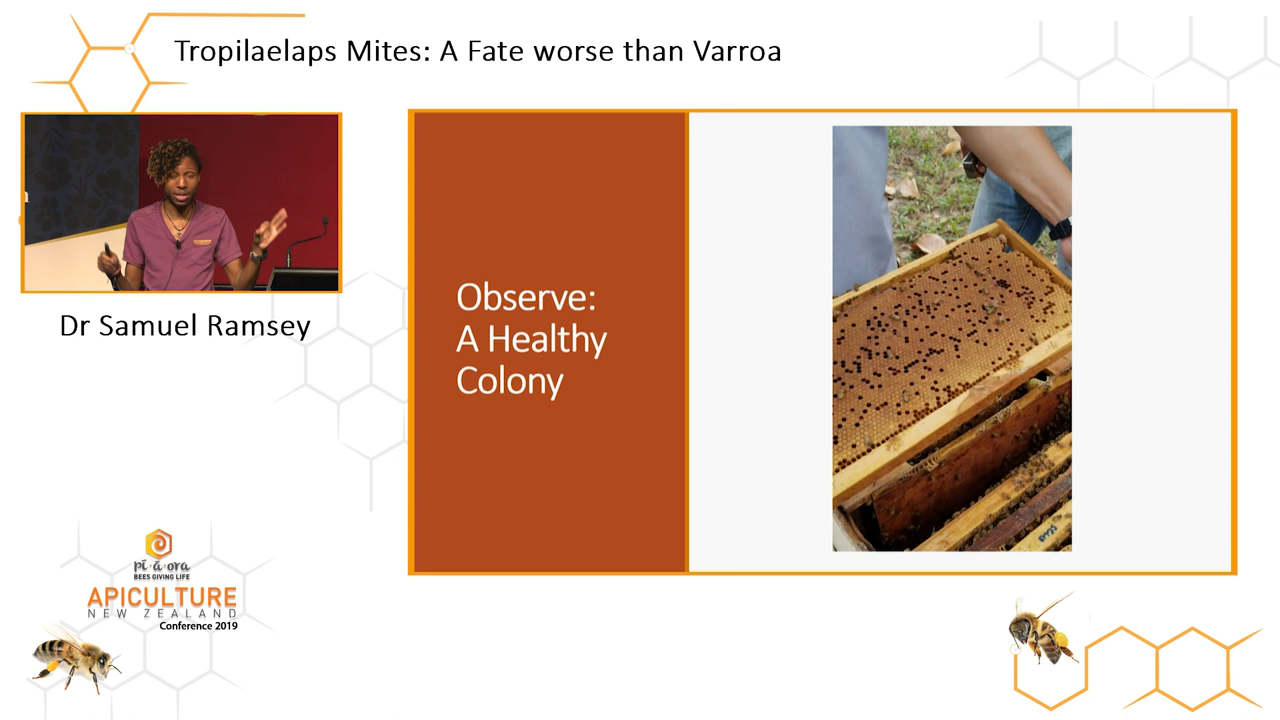 Tropilaelaps Mites: A Fate worse than Varroa
Dr Samuel Ramsey
Observe:
A Healthy
Colony
pī-ā-ora
BEES GIVING LIFE
APICULTURE
NEW ZEALAND
Conference 2019